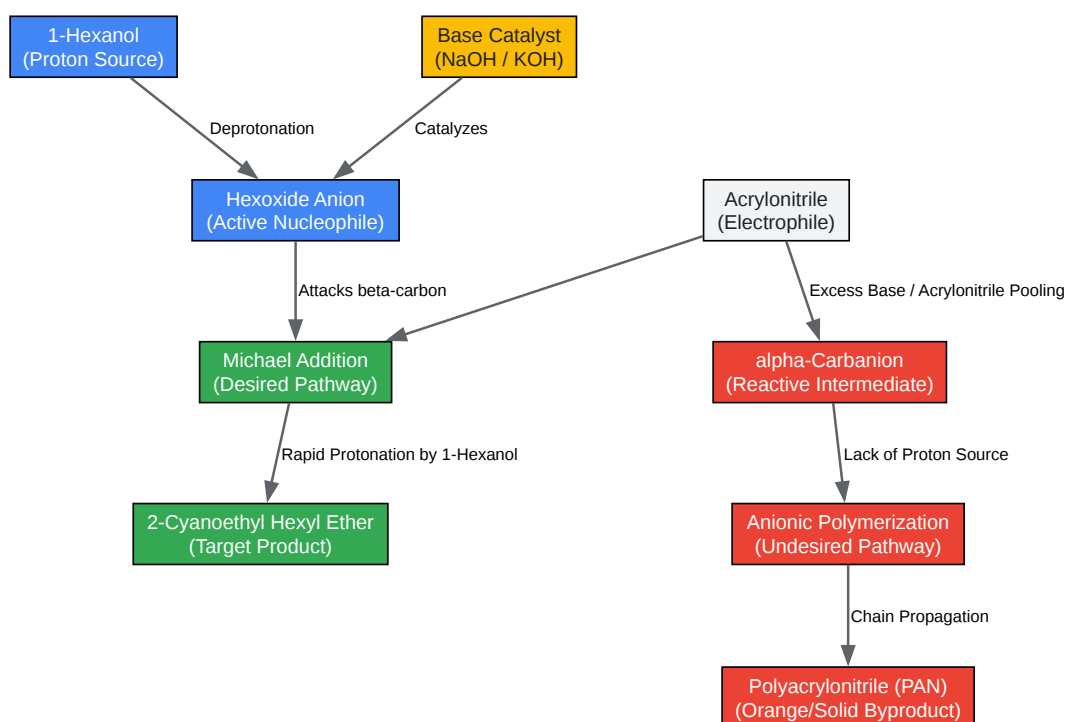 1-Hexanol
(Proton Source)
Base Catalyst
(NaOH / KOH)
Deprotonation
Catalyzes
Hexoxide Anion
(Active Nucleophile)
Acrylonitrile
(Electrophile)
Attacks beta-carbon
Excess Base / Acrylonitrile Pooling
Michael Addition
(Desired Pathway)
alpha-Carbanion
(Reactive Intermediate)
Rapid Protonation by 1-Hexanol
Lack of Proton Source
2-Cyanoethyl Hexyl Ether
(Target Product)
Anionic Polymerization
(Undesired Pathway)
Chain Propagation
Polyacrylonitrile (PAN)
(Orange/Solid Byproduct)